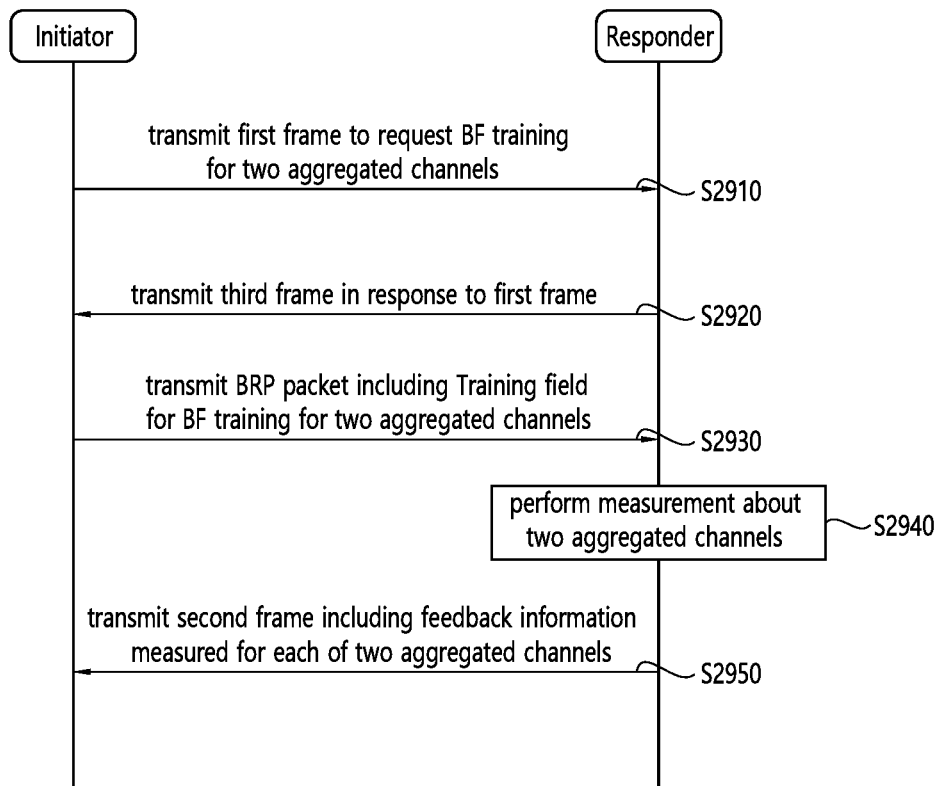 Initiator
Responder
transmit first frame to request BF training
for two aggregated channels
S2910
transmit third frame in response to first frame
S2920
transmit BRP packet including Training field
for BF training for two aggregated channels
S2930
perform measurement about
two aggregated channels
S2940
transmit second frame including feedback information
measured for each of two aggregated channels
S2950